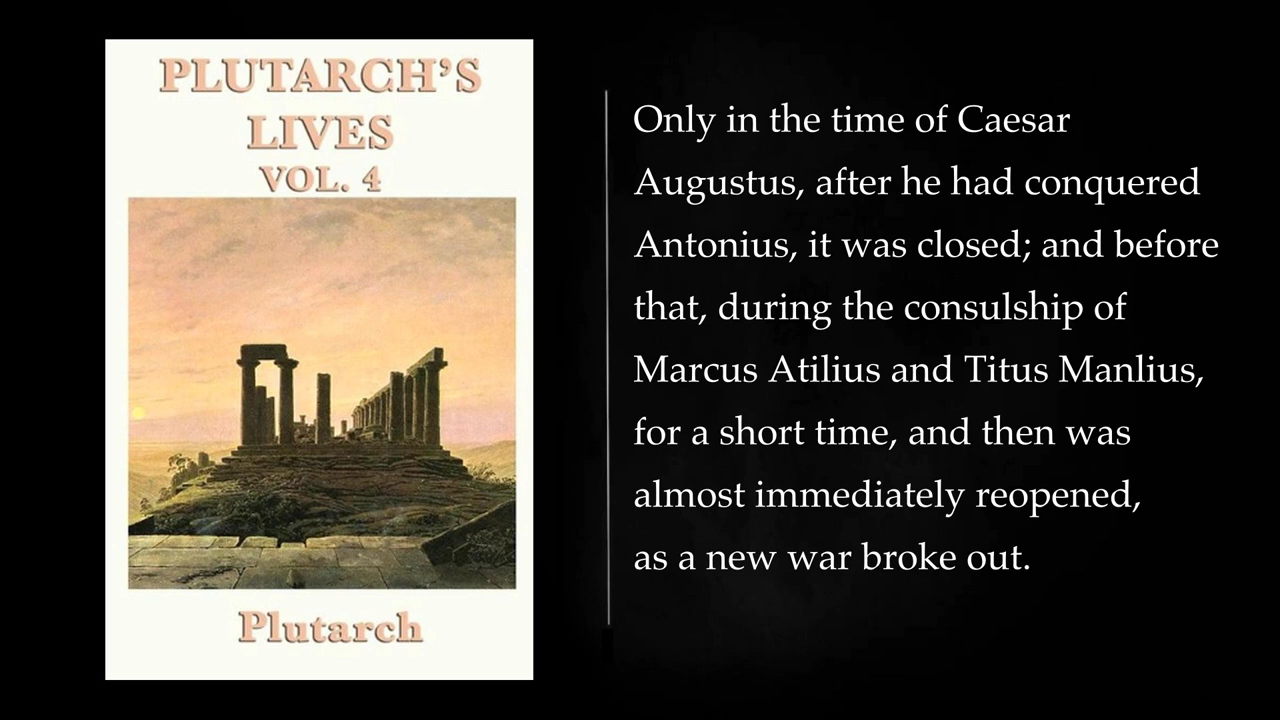 PLUTARCH'S
LIVES
VOL. 4
Plutarch
Only in the time of Caesar
Augustus, after he had conquered
Antonius, it was closed; and before
that, during the consulship of
Marcus Atilius and Titus Manlius,
for a short time, and then was
almost immediately reopened,
as a new war broke out.